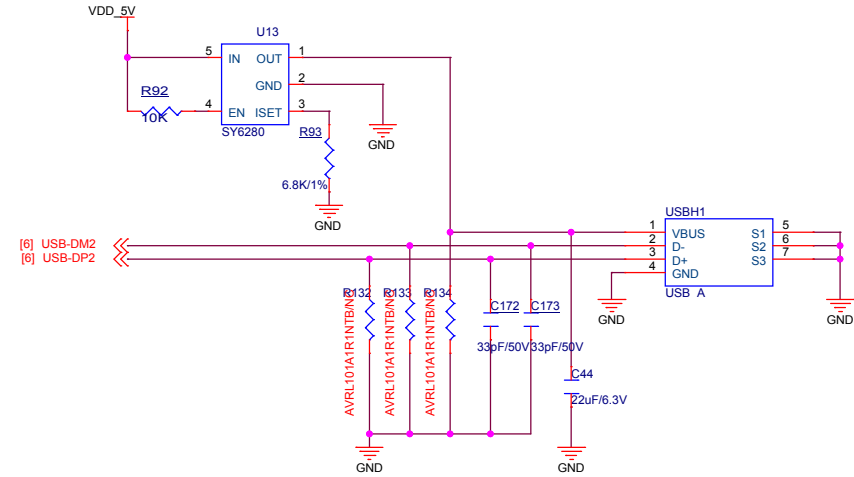 VDD_5V
U13
5 IN OUT 1
GND 2
R92
4 EN ISET 3
10K
SY6280
R93
GND
6.8K/1%
GND
USBH1
1 VBUS S1 5
[6] USB-DM2
2 D- S2 6
[6] USB-DP2
3 D+ S3 7
4 GND
USB_A
R132 R133 R134
AVRL101A1R1NTB/NC
AVRL101A1R1NTB/NC
AVRL101A1R1NTB/NC
C172 C173
GND
GND
33pF/50V 33pF/50V
C44
22uF/6.3V
GND
GND